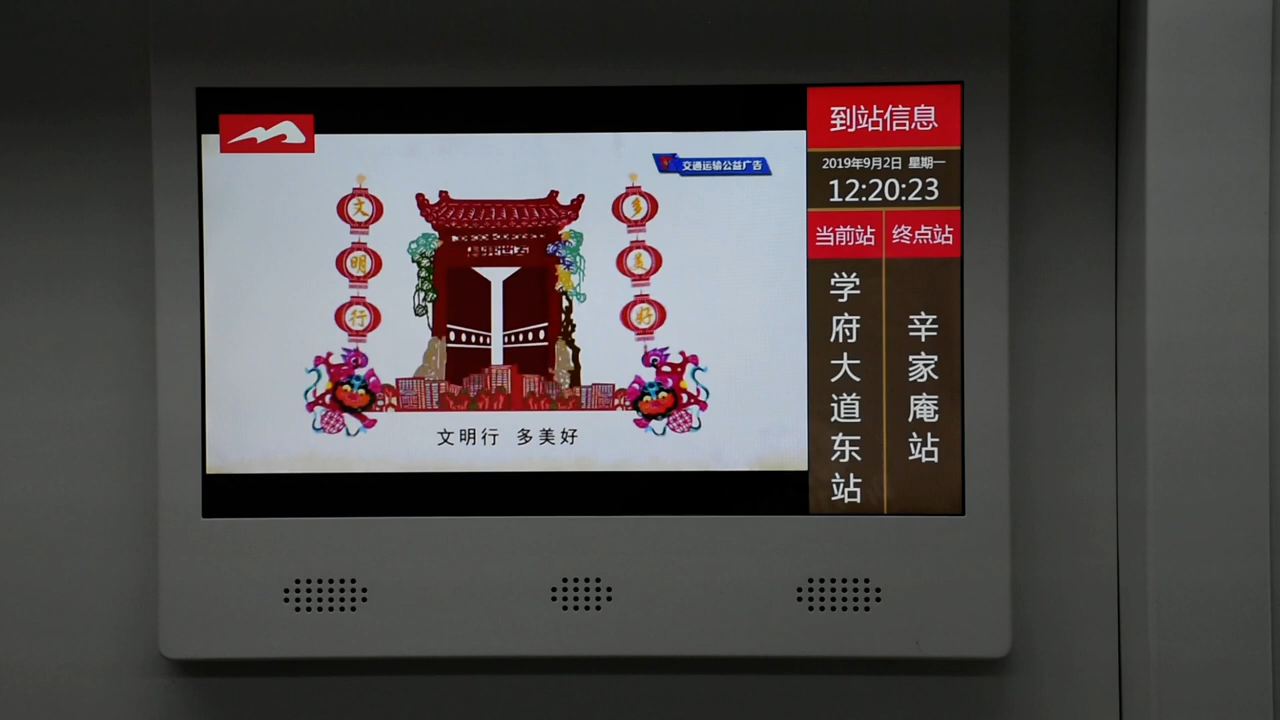 交通运输公益广告
文明行
多美好
文明行 多美好
到站信息
2019年9月2日 星期一
12:20:23
当前站
终点站
学府大道东站
辛家庵站